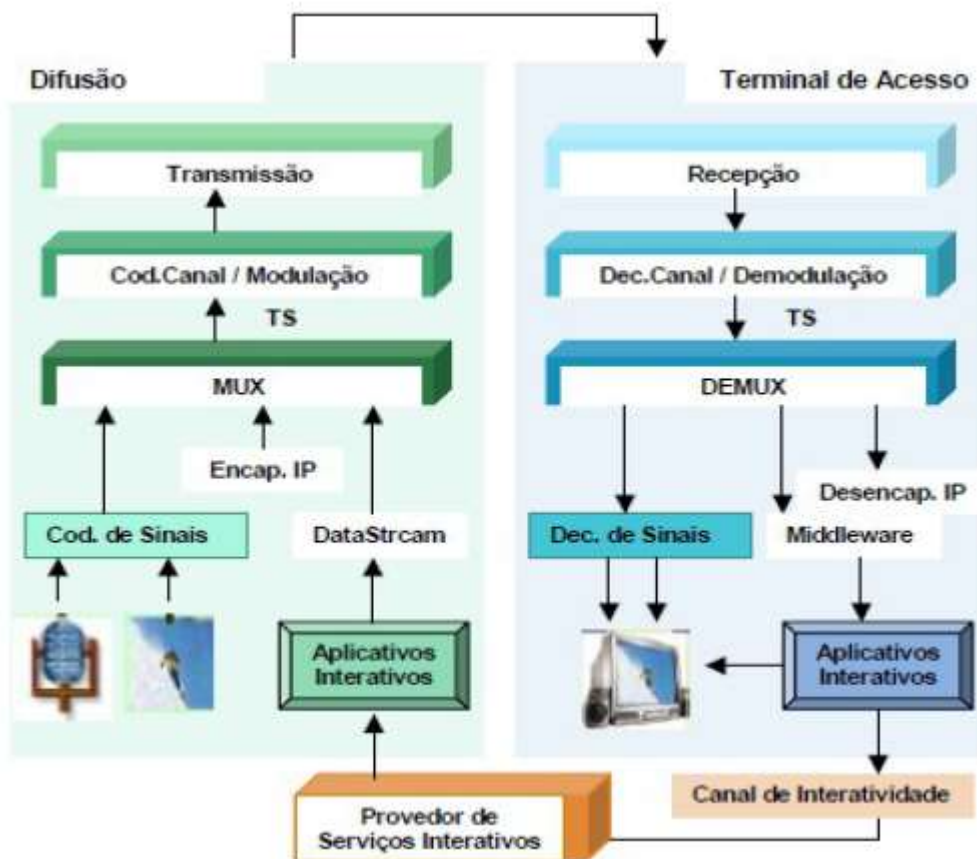 Difusão
Terminal de Acesso
Transmissão
Recepção
Cod.Canal / Modulação
Dec.Canal / Demodulação
TS
TS
MUX
DEMUX
Encap. IP
Desencap. IP
Cod. de Sinais
DataStrcam
Dec. de Sinais
Middleware
Aplicativos
Interativos
Aplicativos
Interativos
Canal de Interatividade
Provedor de
Serviços Interativos